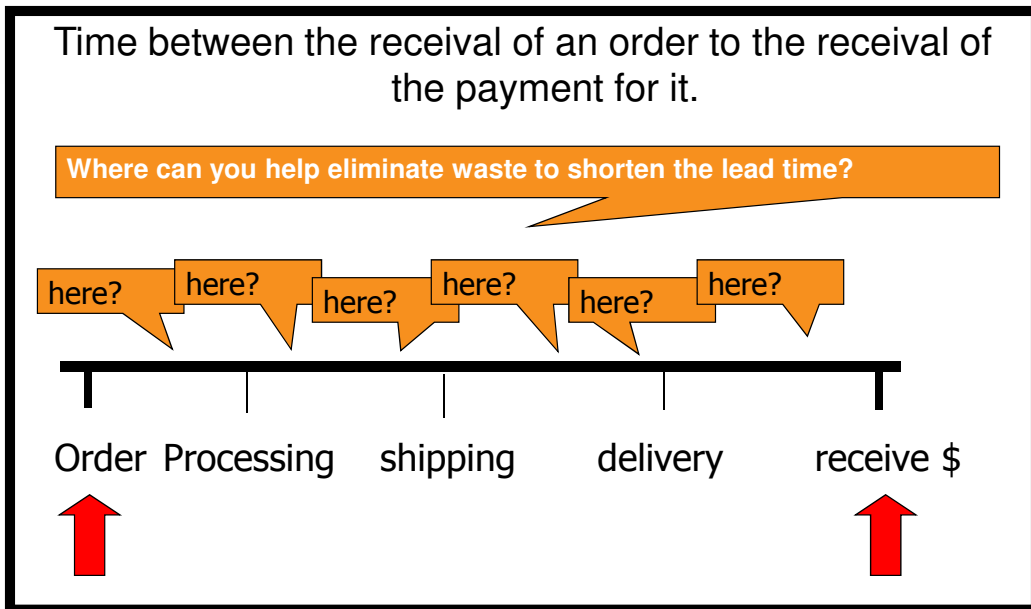 Time between the receival of an order to the receival of
the payment for it.
Where can you help eliminate waste to shorten the lead time?
here?
here?
here?
here?
here?
here?
Order
Processing
shipping
delivery
receive $